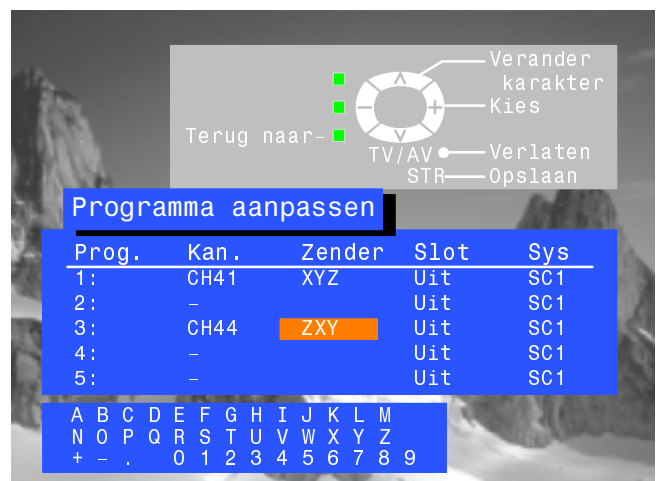 Verander
karakter
Kies
Terug naar
TV/AV
Verlaten
STR
Opslaan
Programma aanpassen
Prog. Kan. Zender Slot Sys
1: CH41 XYZ Uit SC1
2: – Uit SC1
3: CH44 ZXY Uit SC1
4: – Uit SC1
5: – Uit SC1
A B C D E F G H I J K L M
N O P Q R S T U V W X Y Z
+ – . 0 1 2 3 4 5 6 7 8 9